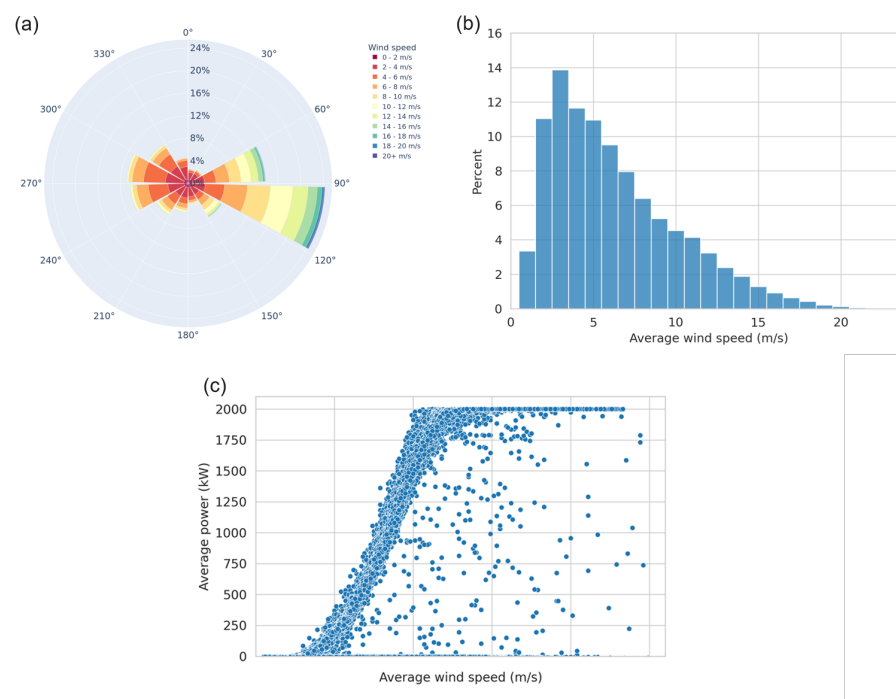 (a)
0°
30°
60°
90°
120°
150°
180°
210°
240°
270°
300°
330°
24%
20%
16%
12%
8%
4%
0%
Wind speed
0 - 2 m/s
2 - 4 m/s
4 - 6 m/s
6 - 8 m/s
8 - 10 m/s
10 - 12 m/s
12 - 14 m/s
14 - 16 m/s
16 - 18 m/s
18 - 20 m/s
20+ m/s
(b)
16
14
12
10
8
6
4
2
0
Percent
0 5 10 15 20
Average wind speed (m/s)
(c)
2000
1750
1500
1250
1000
750
500
250
0
Average power (kW)
Average wind speed (m/s)